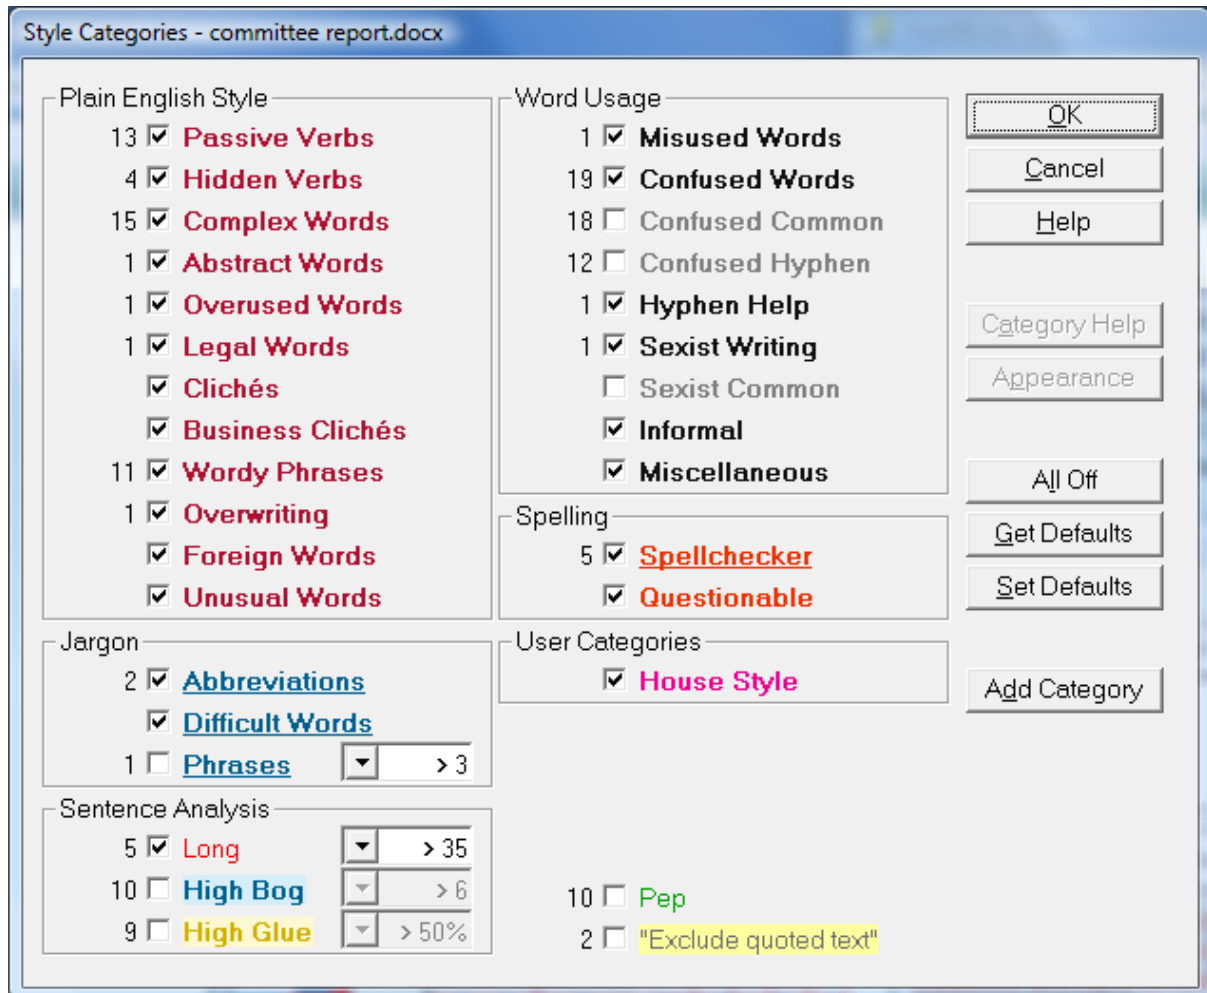 Style Categories - committee report.docx
Plain English Style
13 Passive Verbs
4 Hidden Verbs
15 Complex Words
1 Abstract Words
1 Overused Words
1 Legal Words
Clichés
Business Clichés
11 Wordy Phrases
1 Overwriting
Foreign Words
Unusual Words
Jargon
2 Abbreviations
Difficult Words
1 Phrases > 3
Sentence Analysis
5 Long > 35
10 High Bog > 6
9 High Glue > 50%
Word Usage
1 Misused Words
19 Confused Words
18 Confused Common
12 Confused Hyphen
1 Hyphen Help
1 Sexist Writing
Sexist Common
Informal
Miscellaneous
Spelling
5 Spellchecker
Questionable
User Categories
House Style
10 Pep
2 "Exclude quoted text"
OK
Cancel
Help
Category Help
Appearance
All Off
Get Defaults
Set Defaults
Add Category